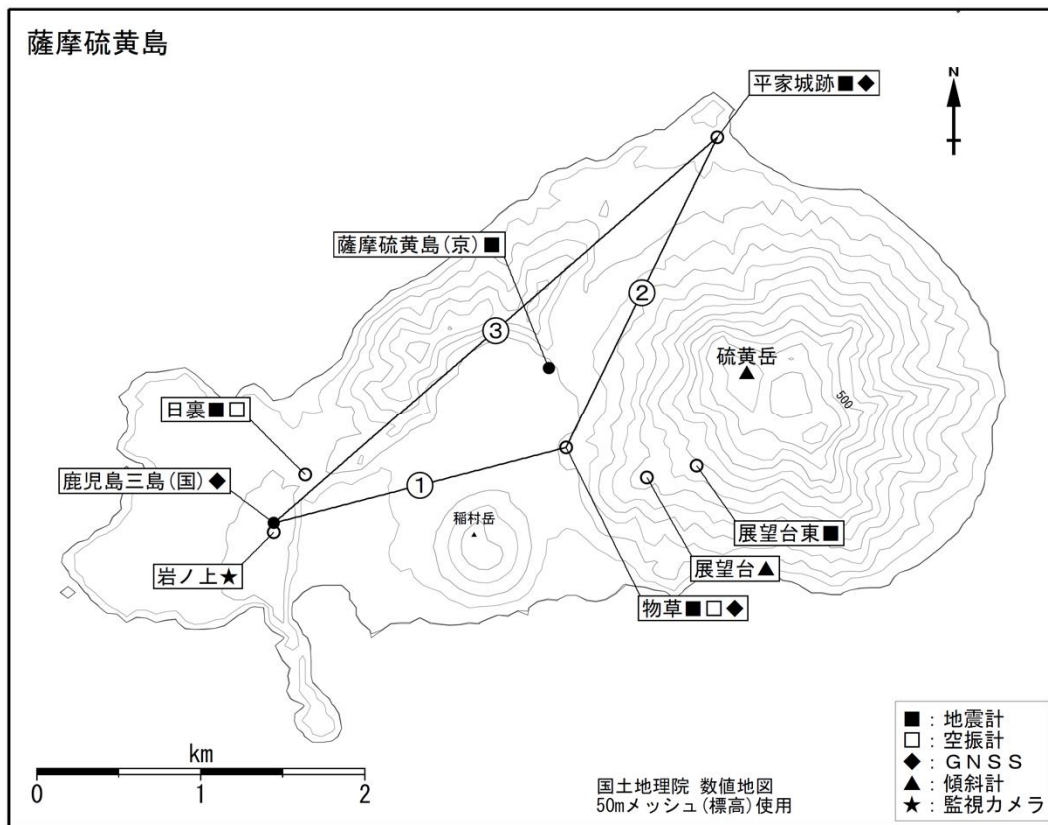 薩摩硫黄島
平家城跡■◆
N
薩摩硫黄島(京)■
②
③
硫黄岳
500
日裏■□
鹿児島三島(国)◆
①
稲村岳
展望台東■
岩ノ上★
展望台▲
物草■□◆
km
0 1 2
国土地理院 数値地図
50mメッシュ(標高)使用
■：地震計
□：空振計
◆：GNSS
▲：傾斜計
★：監視カメラ